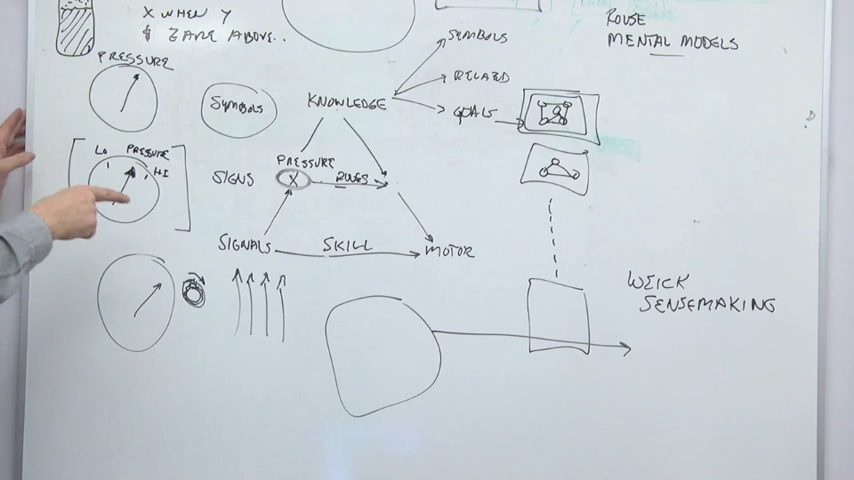 X WHEN Y
& Z ARE ABOVE..
ROUSE
MENTAL MODELS
PRESSURE
SYMBOLS
KNOWLEDGE
SYMBOLS
RELATED
GOALS
LO PRESSURE
HI
SIGNS
PRESSURE
X
RULES
SIGNALS
SKILL
MOTOR
WEICK
SENSEMAKING